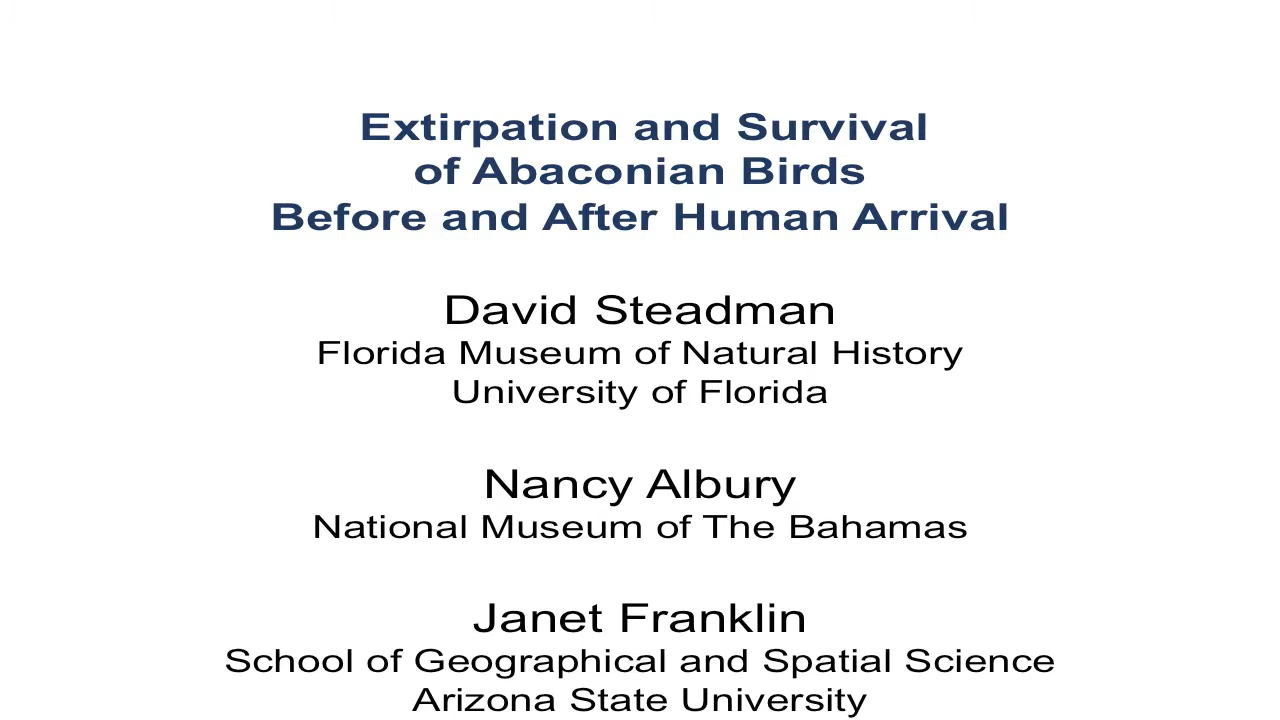 Extirpation and Survival
of Abaconian Birds
Before and After Human Arrival
David Steadman
Florida Museum of Natural History
University of Florida
Nancy Albury
National Museum of The Bahamas
Janet Franklin
School of Geographical and Spatial Science
Arizona State University